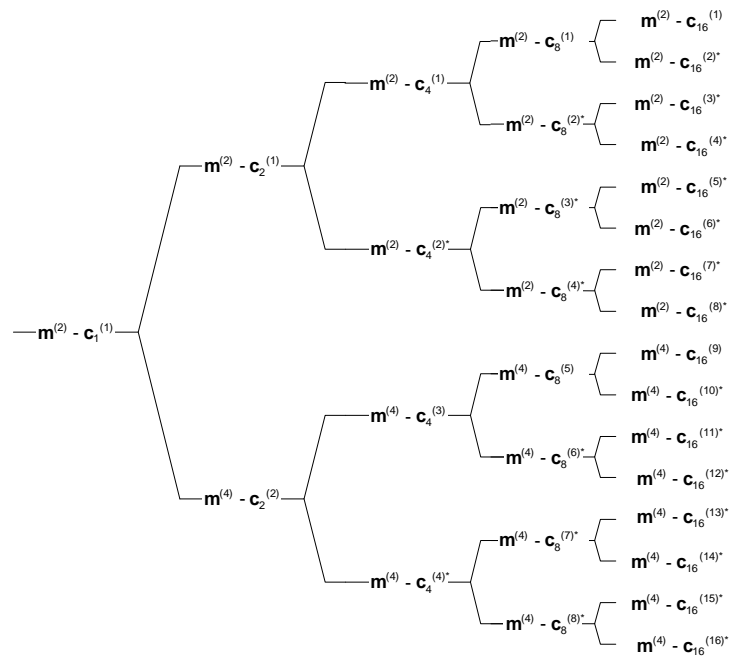 m(2) - c1(1)
m(2) - c2(1)
m(4) - c2(2)
m(2) - c4(1)
m(2) - c4(2)*
m(4) - c4(3)
m(4) - c4(4)*
m(2) - c8(1)
m(2) - c8(2)*
m(2) - c8(3)*
m(2) - c8(4)*
m(4) - c8(5)
m(4) - c8(6)*
m(4) - c8(7)*
m(4) - c8(8)*
m(2) - c16(1)
m(2) - c16(2)*
m(2) - c16(3)*
m(2) - c16(4)*
m(2) - c16(5)*
m(2) - c16(6)*
m(2) - c16(7)*
m(2) - c16(8)*
m(4) - c16(9)
m(4) - c16(10)*
m(4) - c16(11)*
m(4) - c16(12)*
m(4) - c16(13)*
m(4) - c16(14)*
m(4) - c16(15)*
m(4) - c16(16)*